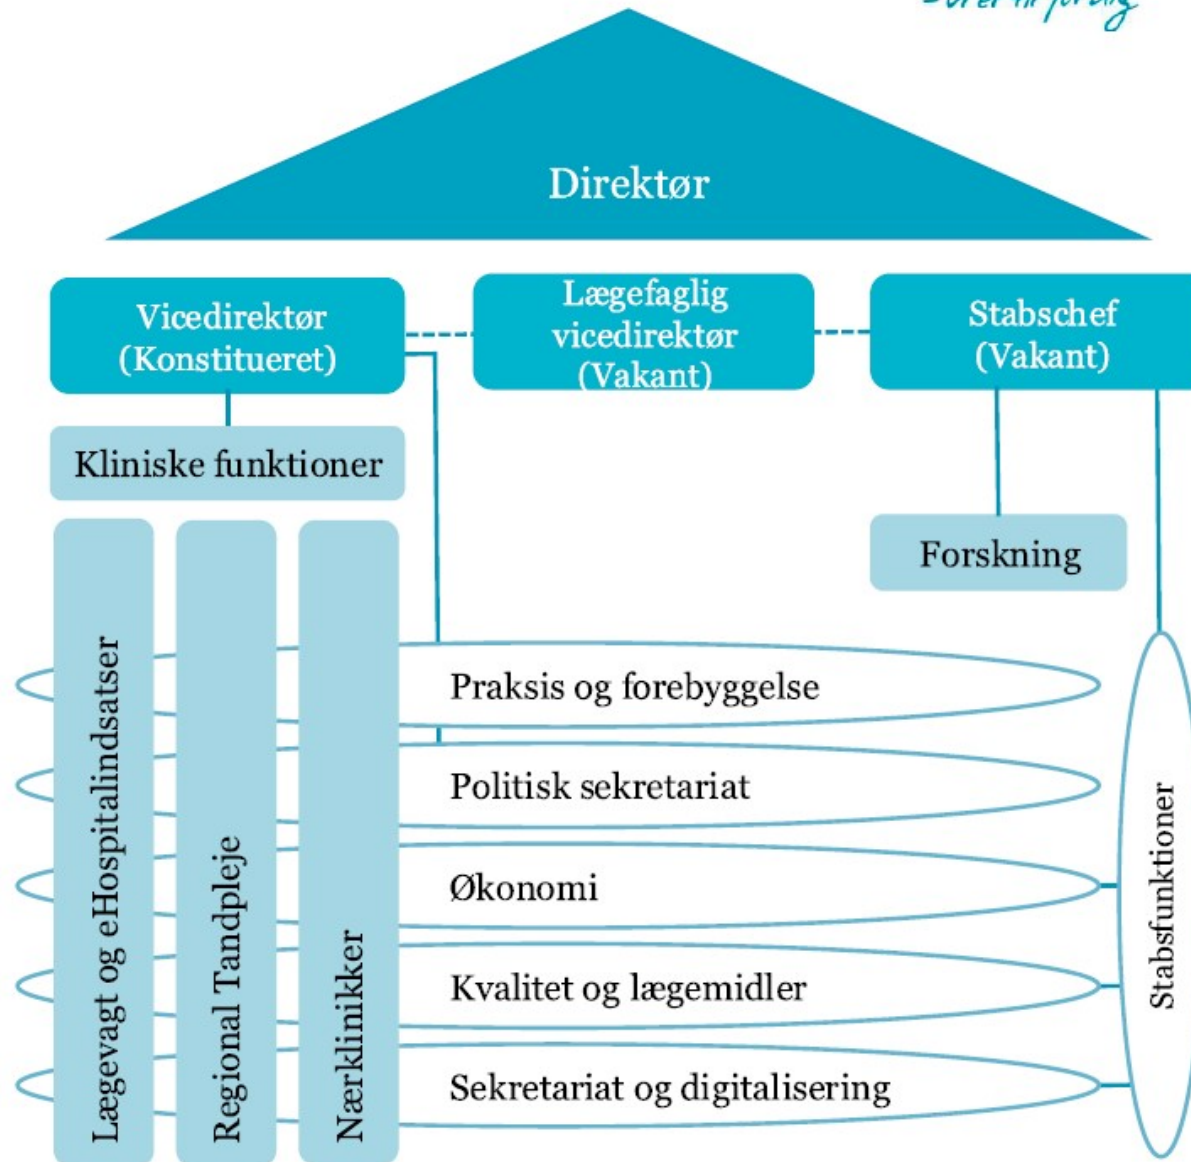 Direktør
Vicedirektør
(Konstitueret)
Lægefaglig
vicedirektør
(Vakant)
Stabschef
(Vakant)
Kliniske funktioner
Forskning
Lægevagt og eHospitalindsatser
Regional Tandpleje
Nærklinikker
Praksis og forebyggelse
Politisk sekretariat
Økonomi
Kvalitet og lægemidler
Sekretariat og digitalisering
Stabsfunktioner